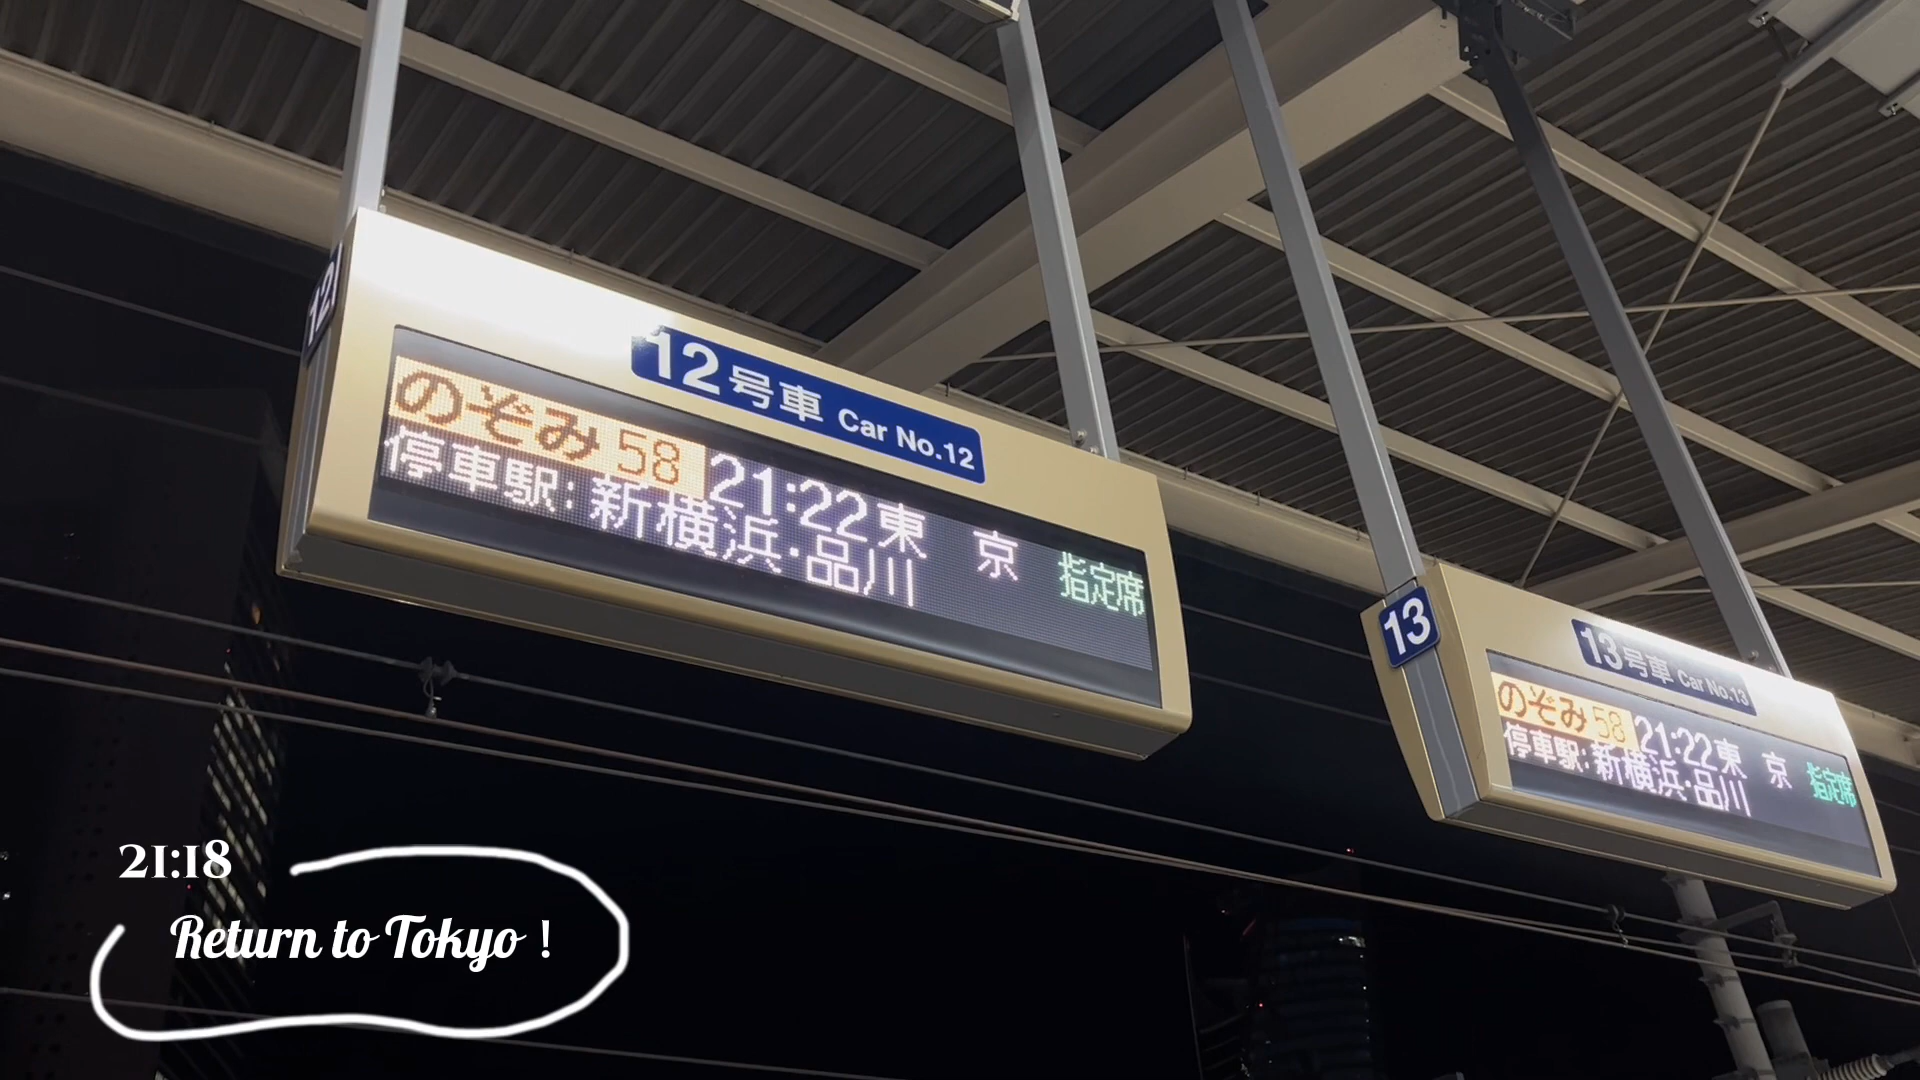 12
12号車 Car No.12
のぞみ 58 21:22 東 京 指定席
停車駅:新横浜・品川
13
13号車 Car No.13
のぞみ 58 21:22 東 京 指定席
停車駅:新横浜・品川
21:18
Return to Tokyo !